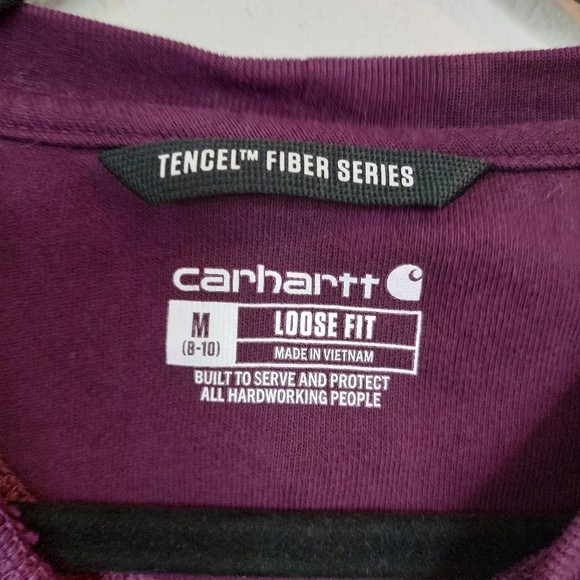 TENCEL™ FIBER SERIES
carhartt
M
(8-10)
LOOSE FIT
MADE IN VIETNAM
BUILT TO SERVE AND PROTECT
ALL HARDWORKING PEOPLE